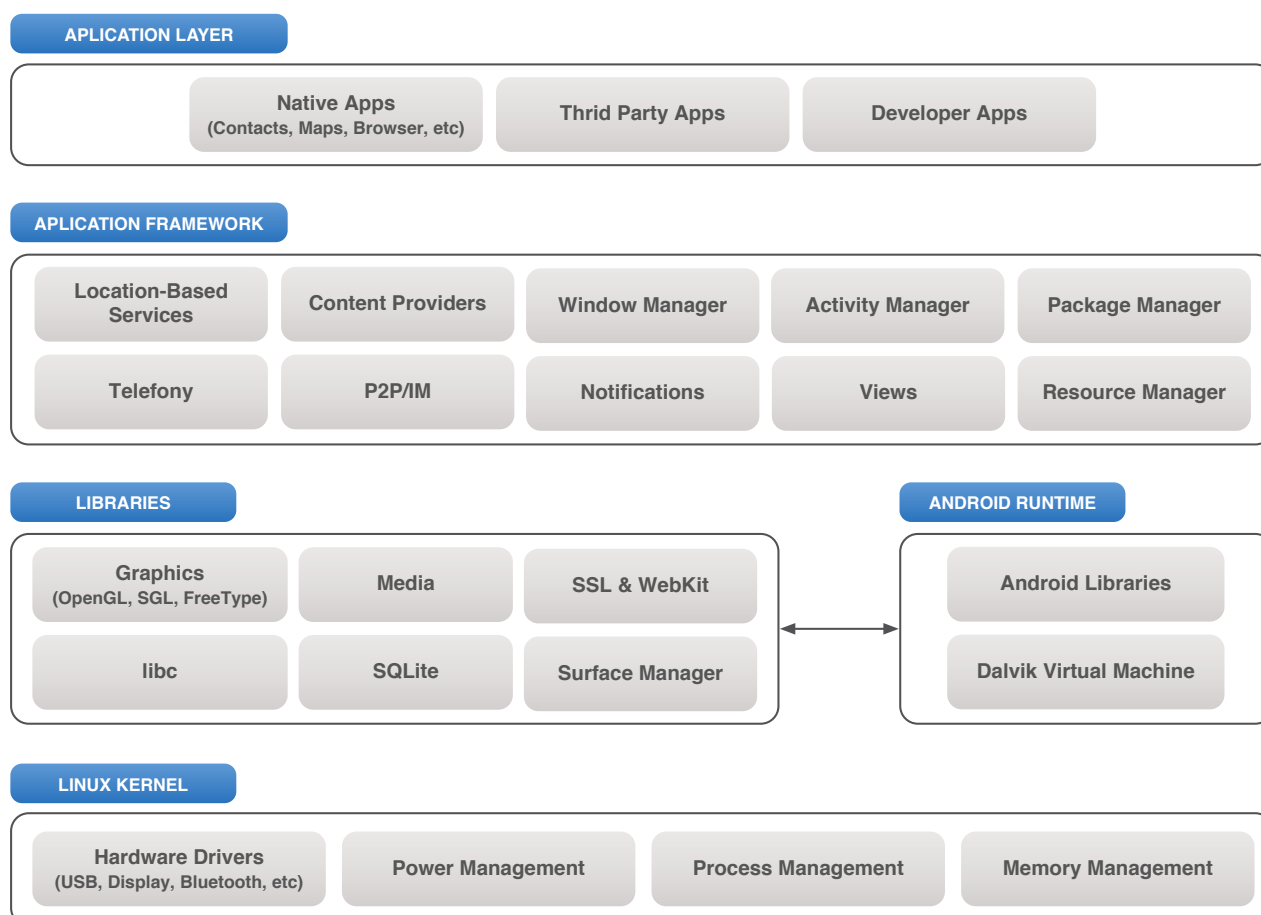 APLICATION LAYER
Native Apps
(Contacts, Maps, Browser, etc)
Thrid Party Apps
Developer Apps
APLICATION FRAMEWORK
Location-Based
Services
Content Providers
Window Manager
Activity Manager
Package Manager
Telefony
P2P/IM
Notifications
Views
Resource Manager
LIBRARIES
ANDROID RUNTIME
Graphics
(OpenGL, SGL, FreeType)
Media
SSL & WebKit
Android Libraries
libc
SQLite
Surface Manager
Dalvik Virtual Machine
LINUX KERNEL
Hardware Drivers
(USB, Display, Bluetooth, etc)
Power Management
Process Management
Memory Management